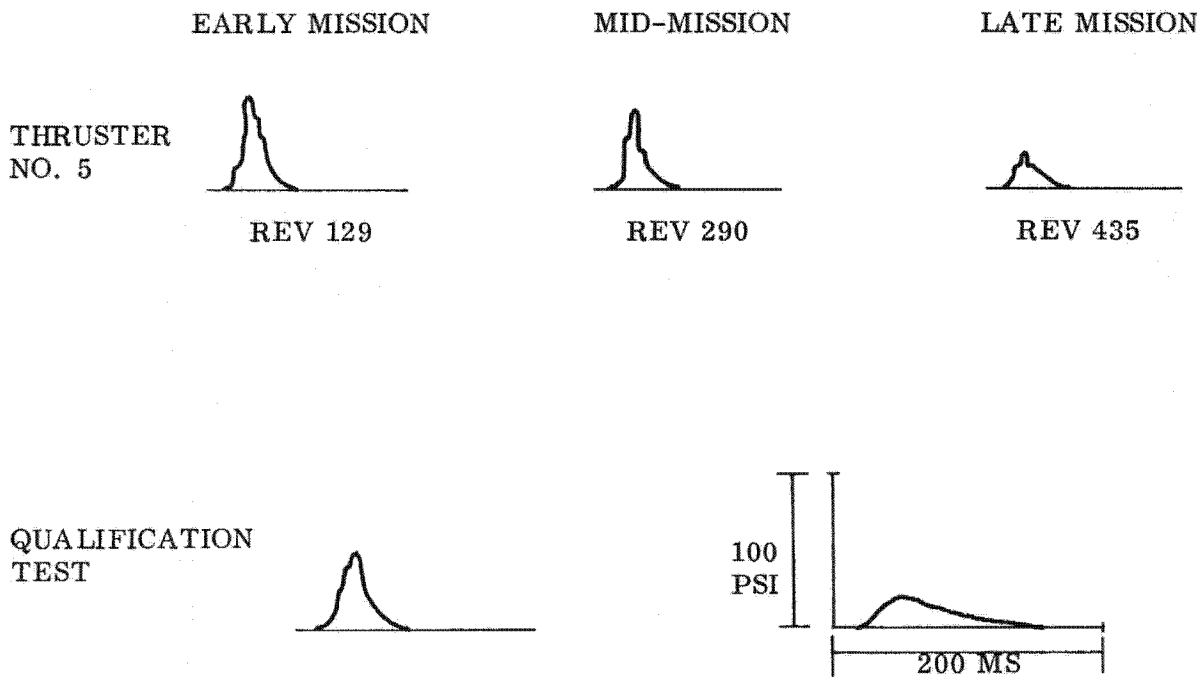 EARLY MISSION
MID-MISSION
LATE MISSION
THRUSTER
NO. 5
REV 129
REV 290
REV 435
QUALIFICATION
TEST
100
PSI
200 MS